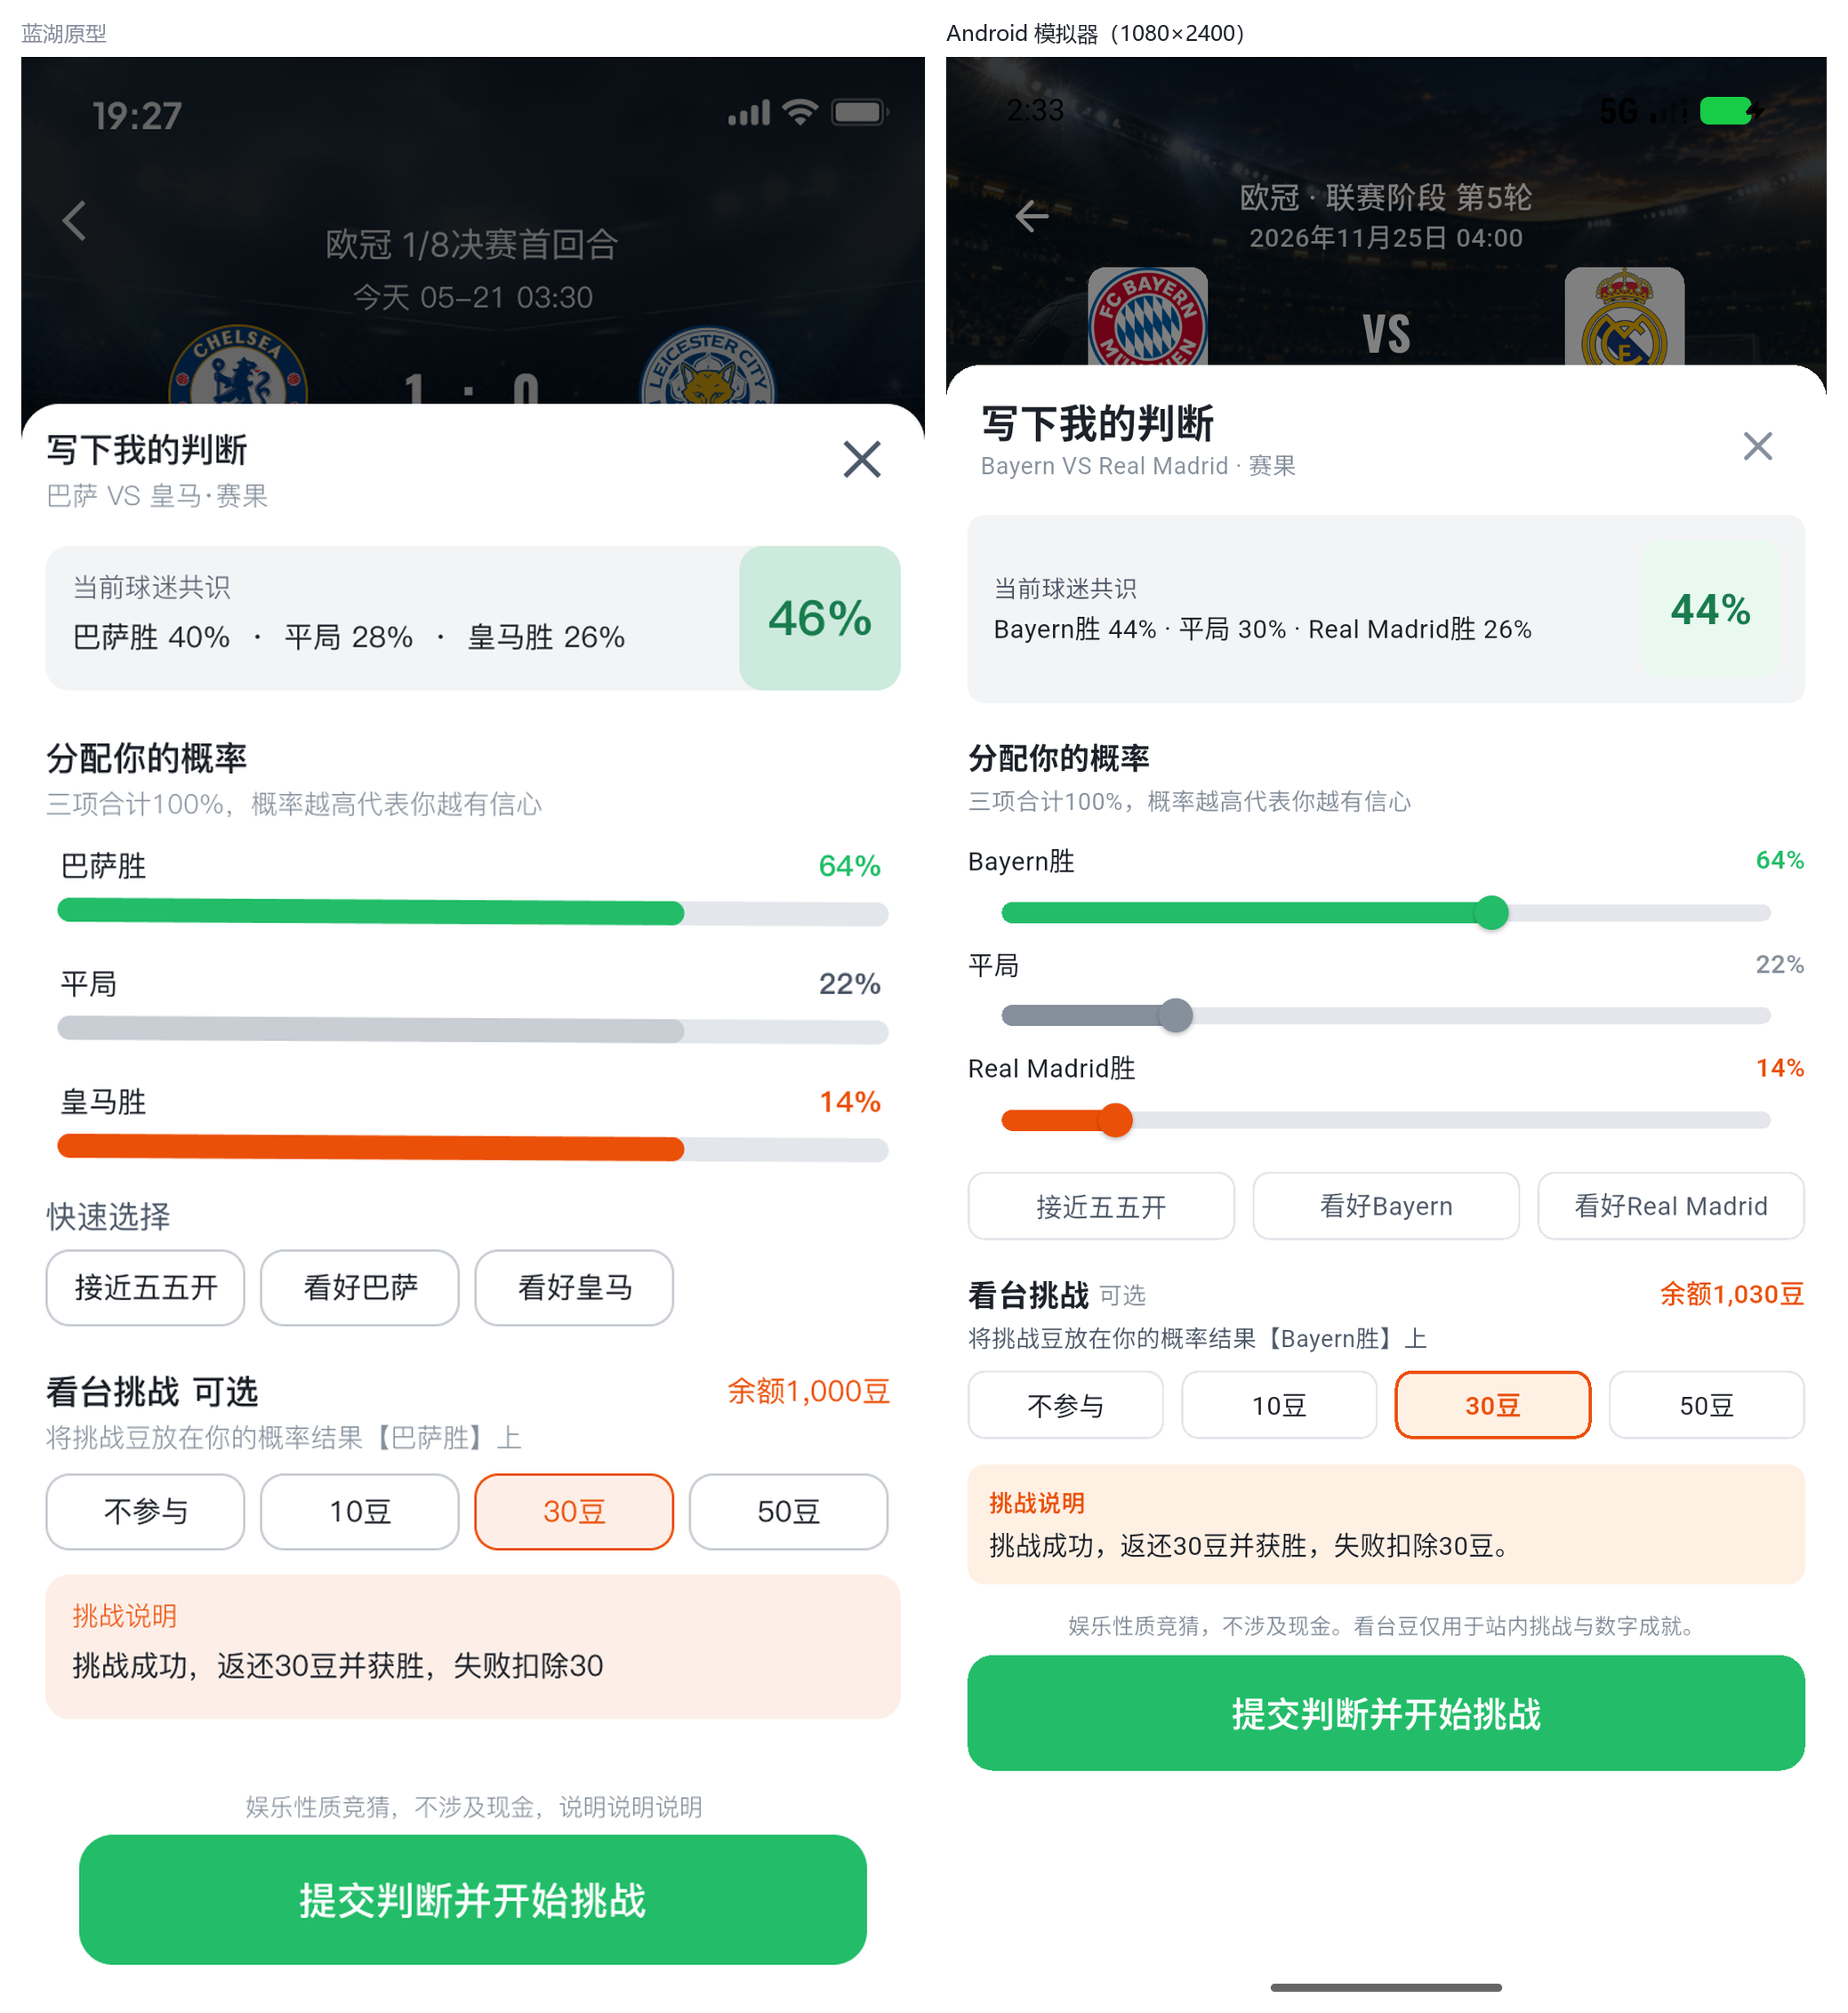 蓝湖原型
19:27
欧冠 1/8决赛首回合
今天 05-21 03:30
CHELSEA
1 : 0
LEICESTER CITY
写下我的判断
巴萨 VS 皇马·赛果
当前球迷共识
巴萨胜 40% · 平局 28% · 皇马胜 26%
46%
分配你的概率
三项合计100%，概率越高代表你越有信心
巴萨胜
64%
平局
22%
皇马胜
14%
快速选择
接近五五开
看好巴萨
看好皇马
看台挑战 可选
余额1,000豆
将挑战豆放在你的概率结果【巴萨胜】上
不参与
10豆
30豆
50豆
挑战说明
挑战成功，返还30豆并获胜，失败扣除30
娱乐性质竞猜，不涉及现金，说明说明说明
提交判断并开始挑战
Android 模拟器（1080×2400）
2:33
5G
欧冠 · 联赛阶段 第5轮
2026年11月25日 04:00
FC BAYERN
MÜNCHEN
VS
写下我的判断
Bayern VS Real Madrid · 赛果
当前球迷共识
Bayern胜 44% · 平局 30% · Real Madrid胜 26%
44%
分配你的概率
三项合计100%，概率越高代表你越有信心
Bayern胜
64%
平局
22%
Real Madrid胜
14%
接近五五开
看好Bayern
看好Real Madrid
看台挑战 可选
余额1,030豆
将挑战豆放在你的概率结果【Bayern胜】上
不参与
10豆
30豆
50豆
挑战说明
挑战成功，返还30豆并获胜，失败扣除30豆。
娱乐性质竞猜，不涉及现金。看台豆仅用于站内挑战与数字成就。
提交判断并开始挑战